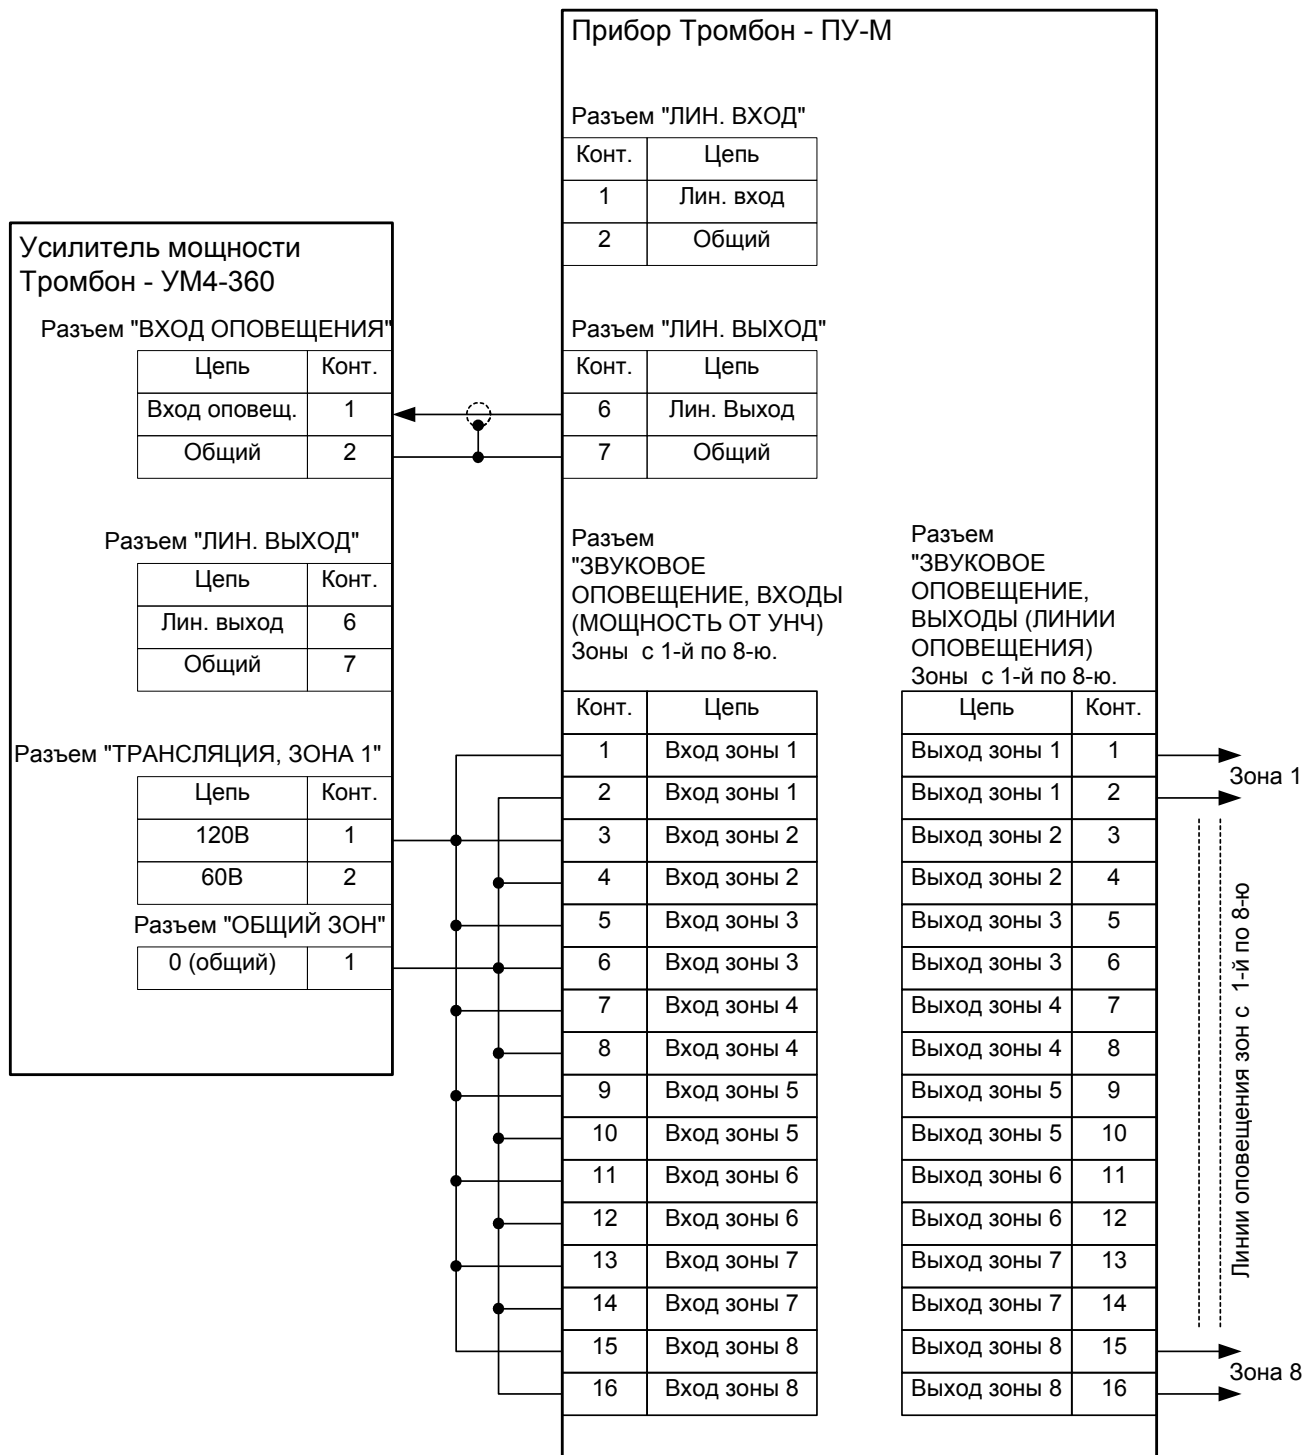 Прибор Тромбон - ПУ-М
Разъем "ЛИН. ВХОД"
Конт. Цепь
1 Лин. вход
2 Общий
Усилитель мощности
Тромбон - УМ4-360
Разъем "ВХОД ОПОВЕЩЕНИЯ"
Цепь Конт.
Вход оповещ. 1
Общий 2
Разъем "ЛИН. ВЫХОД"
Конт. Цепь
6 Лин. Выход
7 Общий
Разъем "ЛИН. ВЫХОД"
Цепь Конт.
Лин. выход 6
Общий 7
Разъем "ТРАНСЛЯЦИЯ, ЗОНА 1"
Цепь Конт.
120В 1
60В 2
Разъем "ОБЩИЙ ЗОН"
0 (общий) 1
Разъем
"ЗВУКОВОЕ
ОПОВЕЩЕНИЕ, ВХОДЫ
(МОЩНОСТЬ ОТ УНЧ)
Зоны с 1-й по 8-ю.
Конт. Цепь
1 Вход зоны 1
2 Вход зоны 1
3 Вход зоны 2
4 Вход зоны 2
5 Вход зоны 3
6 Вход зоны 3
7 Вход зоны 4
8 Вход зоны 4
9 Вход зоны 5
10 Вход зоны 5
11 Вход зоны 6
12 Вход зоны 6
13 Вход зоны 7
14 Вход зоны 7
15 Вход зоны 8
16 Вход зоны 8
Разъем
"ЗВУКОВОЕ
ОПОВЕЩЕНИЕ,
ВЫХОДЫ (ЛИНИИ
ОПОВЕЩЕНИЯ)
Зоны с 1-й по 8-ю.
Цепь Конт.
Выход зоны 1 1
Выход зоны 1 2
Выход зоны 2 3
Выход зоны 2 4
Выход зоны 3 5
Выход зоны 3 6
Выход зоны 4 7
Выход зоны 4 8
Выход зоны 5 9
Выход зоны 5 10
Выход зоны 6 11
Выход зоны 6 12
Выход зоны 7 13
Выход зоны 7 14
Выход зоны 8 15
Выход зоны 8 16
Зона 1
Линии оповещения зон с 1-й по 8-ю
Зона 8